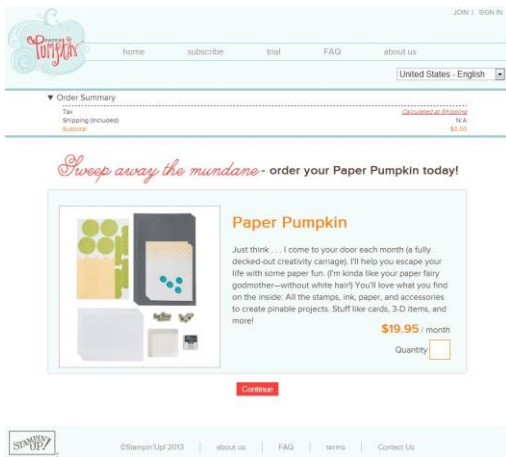 JOIN | SIGN IN
PAPER
Pumpkin
home subscribe trial FAQ about us
United States - English
▼ Order Summary
Tax Calculated at Shipping
Shipping (Included) N/A
Subtotal $0.00
Sweep away the mundane - order your Paper Pumpkin today!
Paper Pumpkin
Just think . . . I come to your door each month (a fully
decked-out creativity carriage). I'll help you escape your
life with some paper fun. (I'm kinda like your paper fairy
godmother—without white hair!) You'll love what you find
on the inside: All the stamps, ink, paper, and accessories
to create pinable projects. Stuff like cards, 3-D items, and
more!
$19.95 / month
Quantity
Continue
STAMPIN' UP!
©Stampin'Up! 2013 | about us | FAQ | terms | Contact Us